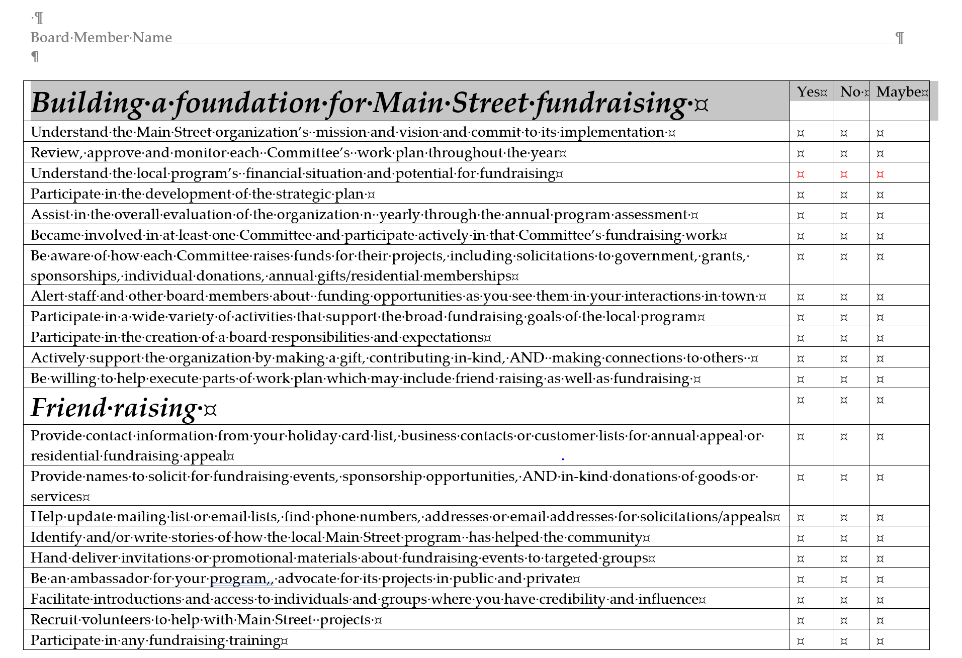 Board Member Name
Building a foundation for Main Street fundraising
Yes No Maybe
Understand the Main Street organization's mission and vision and commit to its implementation
Review, approve and monitor each Committee's work plan throughout the year
Understand the local program's financial situation and potential for fundraising
Participate in the development of the strategic plan
Assist in the overall evaluation of the organization n yearly through the annual program assessment
Became involved in at least one Committee and participate actively in that Committee's fundraising work
Be aware of how each Committee raises funds for their projects, including solicitations to government, grants,
sponsorships, individual donations, annual gifts/residential memberships
Alert staff and other board members about funding opportunities as you see them in your interactions in town
Participate in a wide variety of activities that support the broad fundraising goals of the local program
Participate in the creation of a board responsibilities and expectations
Actively support the organization by making a gift, contributing in-kind, AND making connections to others
Be willing to help execute parts of work plan which may include friend raising as well as fundraising
Friend raising
Provide contact information from your holiday card list, business contacts or customer lists for annual appeal or
residential fundraising appeal
Provide names to solicit for fundraising events, sponsorship opportunities, AND in-kind donations of goods or
services
Help update mailing list or email lists, find phone numbers, addresses or email addresses for solicitations/appeals
Identify and/or write stories of how the local Main Street program has helped the community
Hand deliver invitations or promotional materials about fundraising events to targeted groups
Be an ambassador for your program,, advocate for its projects in public and private
Facilitate introductions and access to individuals and groups where you have credibility and influence
Recruit volunteers to help with Main Street projects
Participate in any fundraising training